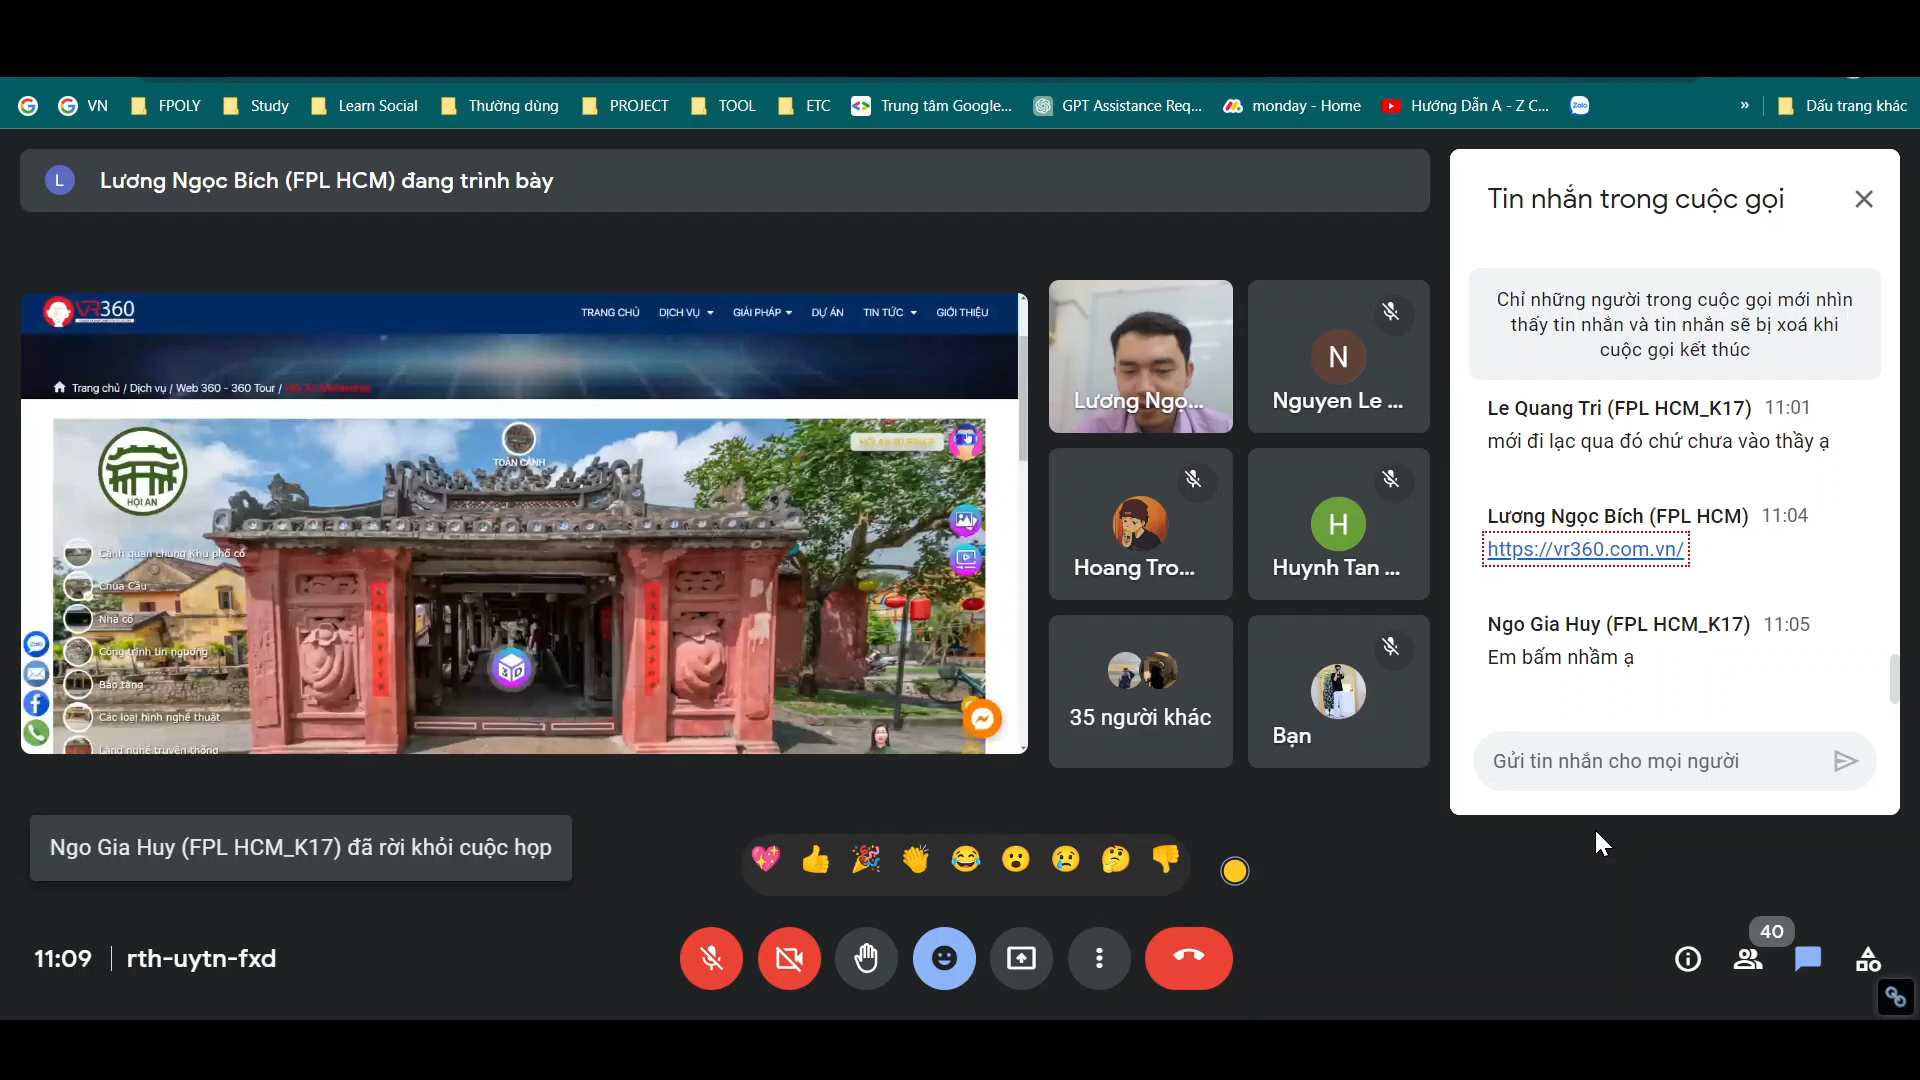 VN
FPOLY
Study
Learn Social
Thường dùng
PROJECT
TOOL
ETC
Trung tâm Google...
GPT Assistance Req...
monday - Home
Hướng Dẫn A - Z C...
Zalo
»
Dấu trang khác
L
Lương Ngọc Bích (FPL HCM) đang trình bày
VR360
TRANG CHỦ
DỊCH VỤ
GIẢI PHÁP
DỰ ÁN
TIN TỨC
GIỚI THIỆU
Trang chủ / Dịch vụ / Web 360 - 360 Tour /
HỘI AN
TOÀN CẢNH
Cảnh quan chung Khu phố cổ
Chùa Cầu
Nhà cổ
Công trình tín ngưỡng
Bảo tàng
Các loại hình nghệ thuật
Làng nghề truyền thống
3D
Lương Ngọ...
N
Nguyen Le ...
Hoang Tro...
H
Huynh Tan ...
35 người khác
Bạn
Tin nhắn trong cuộc gọi
Chỉ những người trong cuộc gọi mới nhìn
thấy tin nhắn và tin nhắn sẽ bị xoá khi
cuộc gọi kết thúc
Le Quang Tri (FPL HCM_K17) 11:01
mới đi lạc qua đó chứ chưa vào thầy ạ
Lương Ngọc Bích (FPL HCM) 11:04
https://vr360.com.vn/
Ngo Gia Huy (FPL HCM_K17) 11:05
Em bấm nhầm ạ
Gửi tin nhắn cho mọi người
Ngo Gia Huy (FPL HCM_K17) đã rời khỏi cuộc họp
11:09
rth-uytn-fxd
40